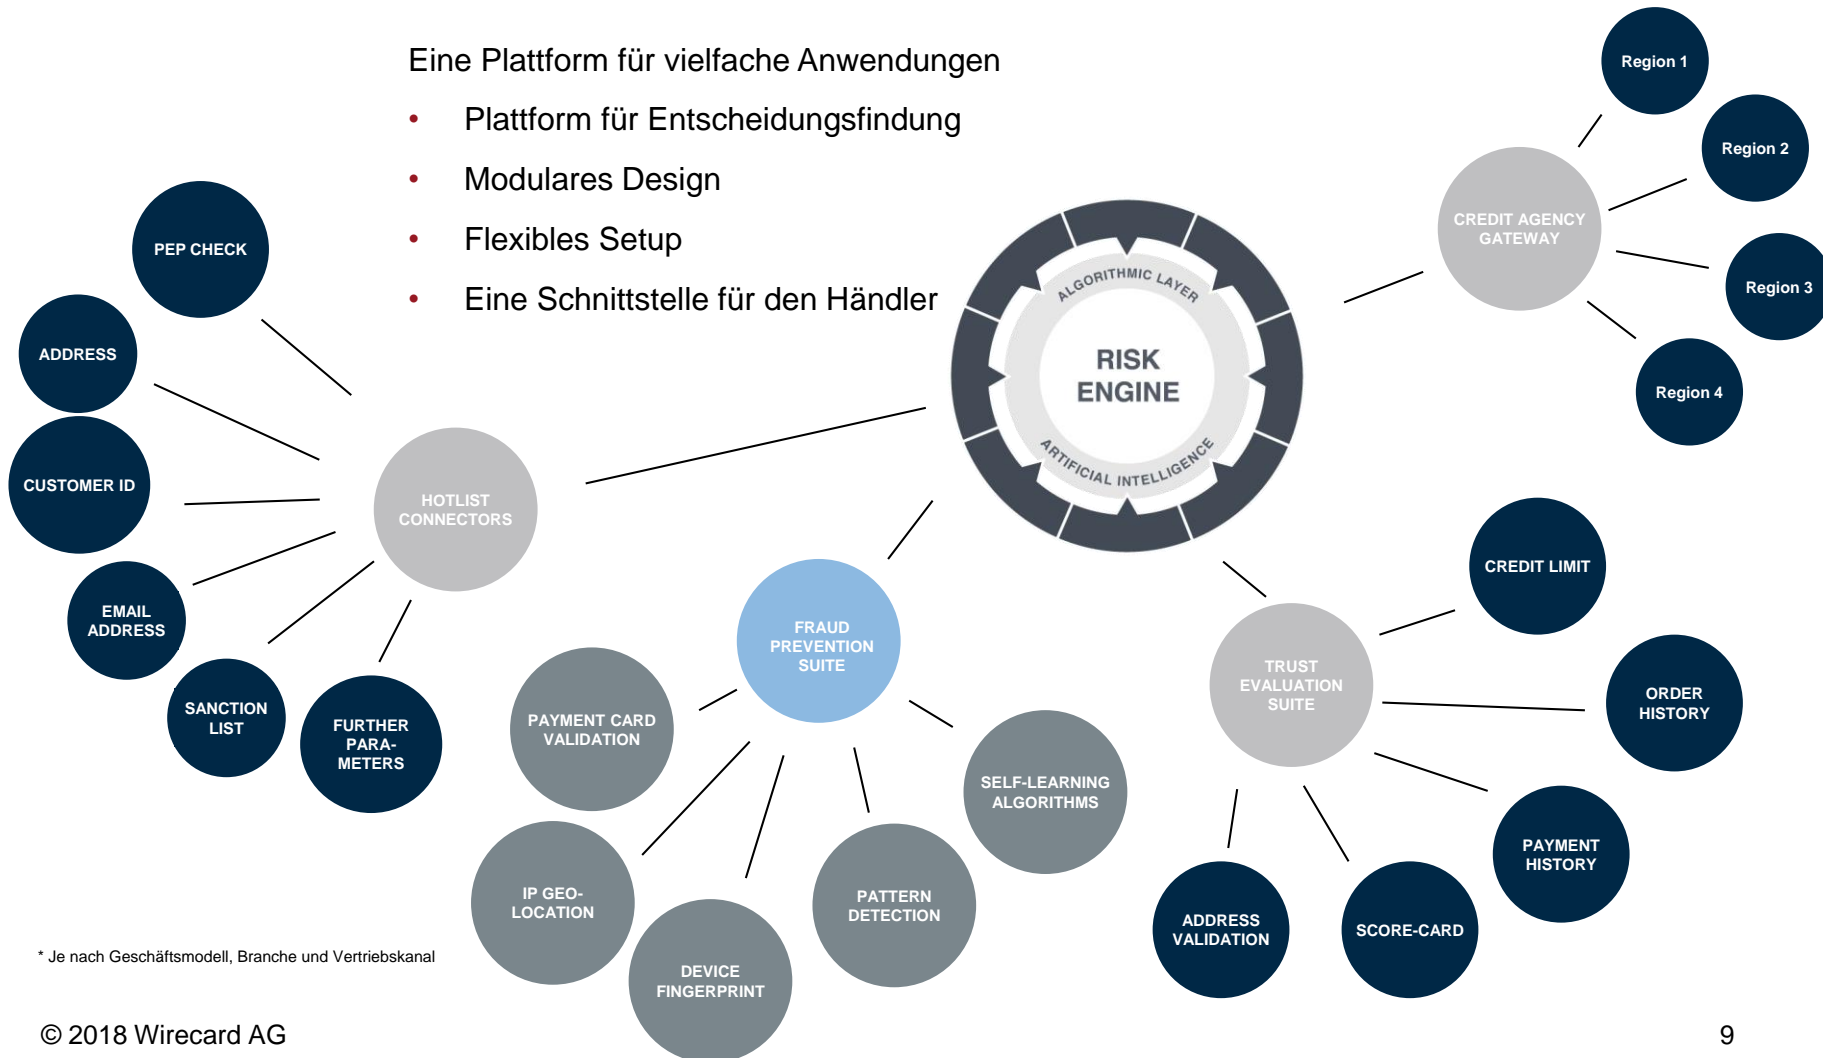 Eine Plattform für vielfache Anwendungen
• Plattform für Entscheidungsfindung
• Modulares Design
• Flexibles Setup
• Eine Schnittstelle für den Händler
ALGORITHMIC LAYER
RISK
ENGINE
ARTIFICIAL INTELLIGENCE
CREDIT AGENCY
GATEWAY
Region 1
Region 2
Region 3
Region 4
HOTLIST
CONNECTORS
PEP CHECK
ADDRESS
CUSTOMER ID
EMAIL
ADDRESS
SANCTION
LIST
FURTHER
PARA-
METERS
FRAUD
PREVENTION
SUITE
PAYMENT CARD
VALIDATION
IP GEO-
LOCATION
DEVICE
FINGERPRINT
PATTERN
DETECTION
SELF-LEARNING
ALGORITHMS
TRUST
EVALUATION
SUITE
CREDIT LIMIT
ORDER
HISTORY
PAYMENT
HISTORY
SCORE-CARD
ADDRESS
VALIDATION
* Je nach Geschäftsmodell, Branche und Vertriebskanal
© 2018 Wirecard AG
9